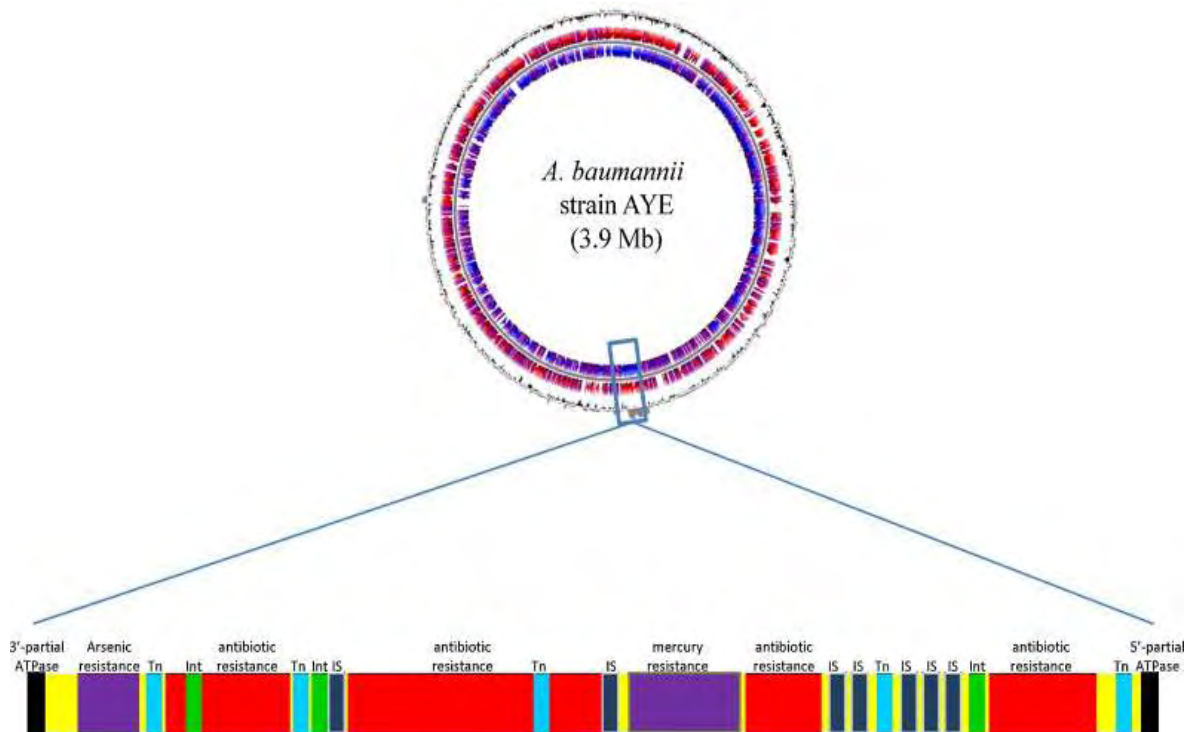 A. baumannii
strain AYE
(3.9 Mb)
3'-partial
ATPase
Arsenic
resistance
Tn
Int
antibiotic
resistance
Tn
Int
IS
antibiotic
resistance
Tn
IS
mercury
resistance
antibiotic
resistance
IS
IS
Tn
IS
IS
IS
Int
antibiotic
resistance
Tn
5'-partial
ATPase